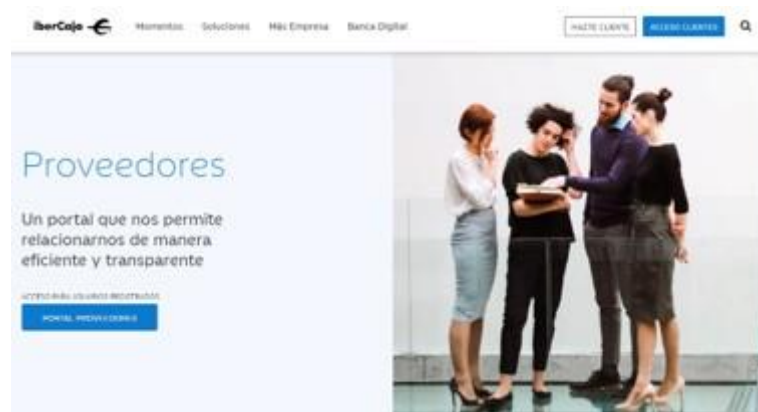 iberCaja
Momentos Soluciones Más Empresa Banca Digital
HAZTE CLIENTE ACCESO CLIENTES
Proveedores
Un portal que nos permite
relacionarnos de manera
eficiente y transparente
ACCESO PARA USUARIOS REGISTRADOS
PORTAL PROVEEDORES